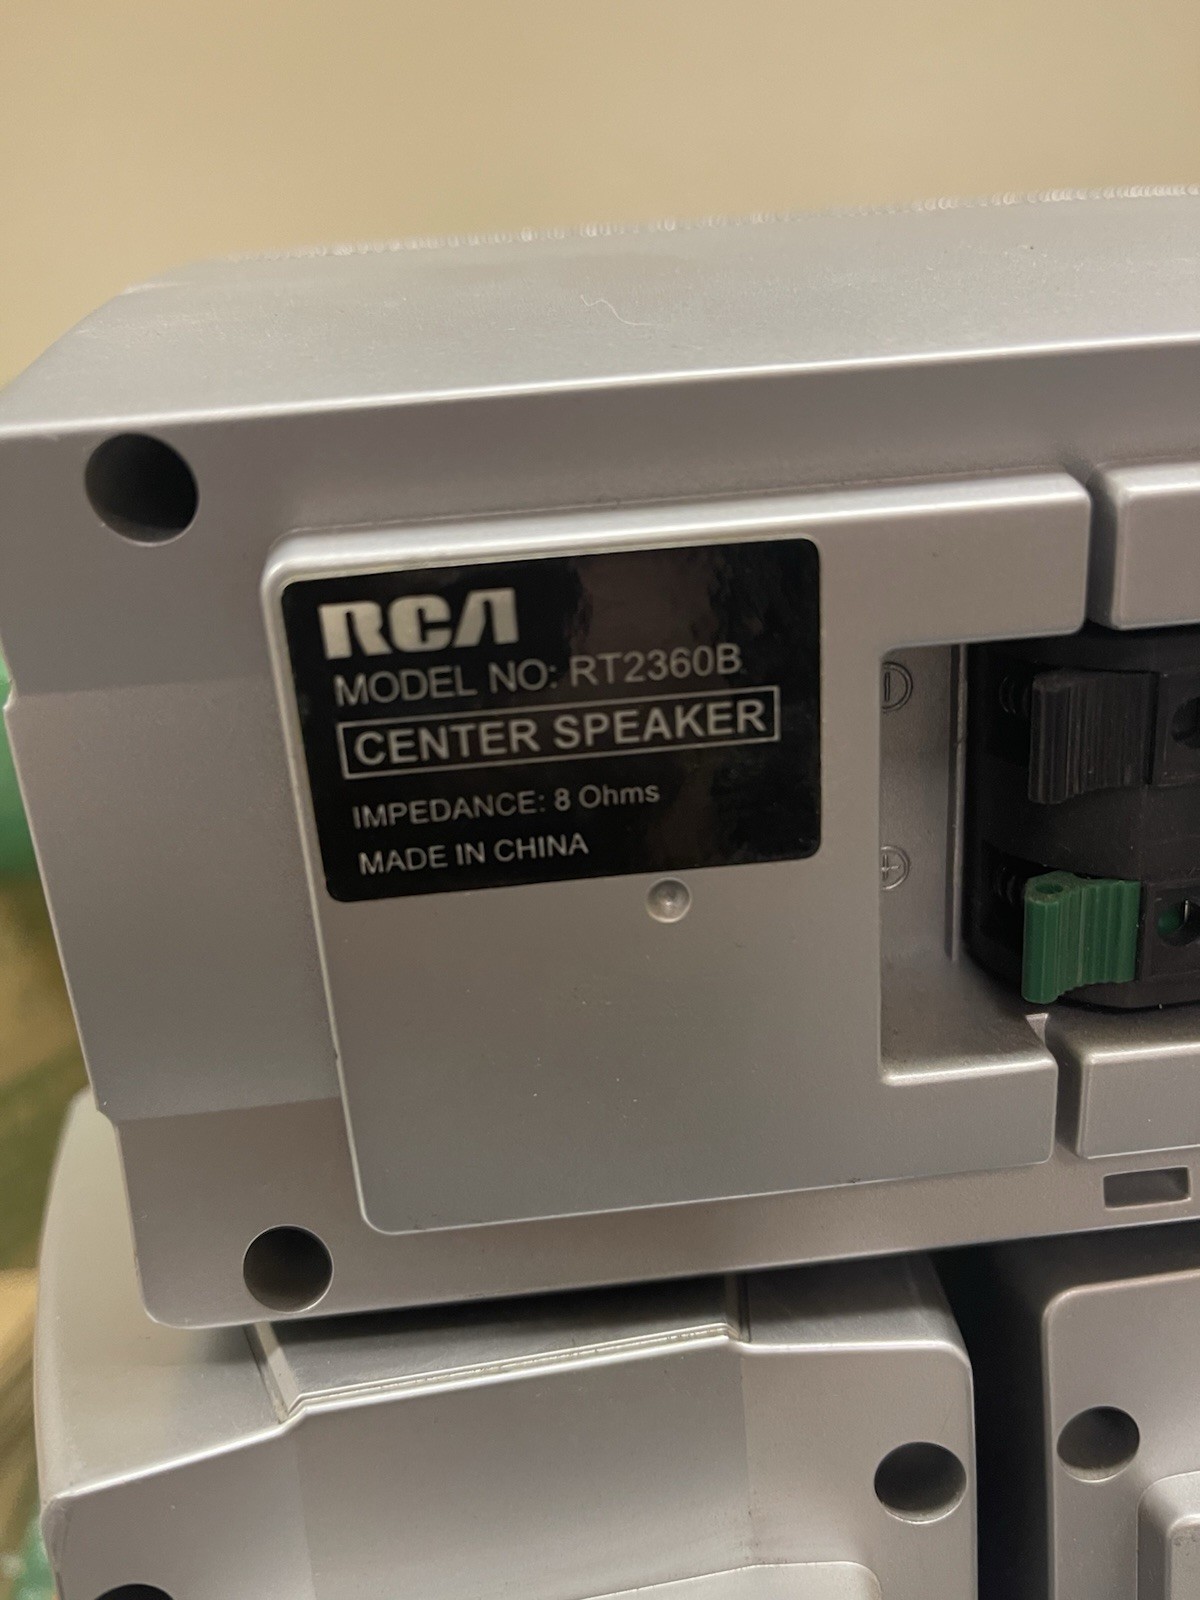 RCA
MODEL NO: RT2360B
CENTER SPEAKER
IMPEDANCE: 8 Ohms
MADE IN CHINA